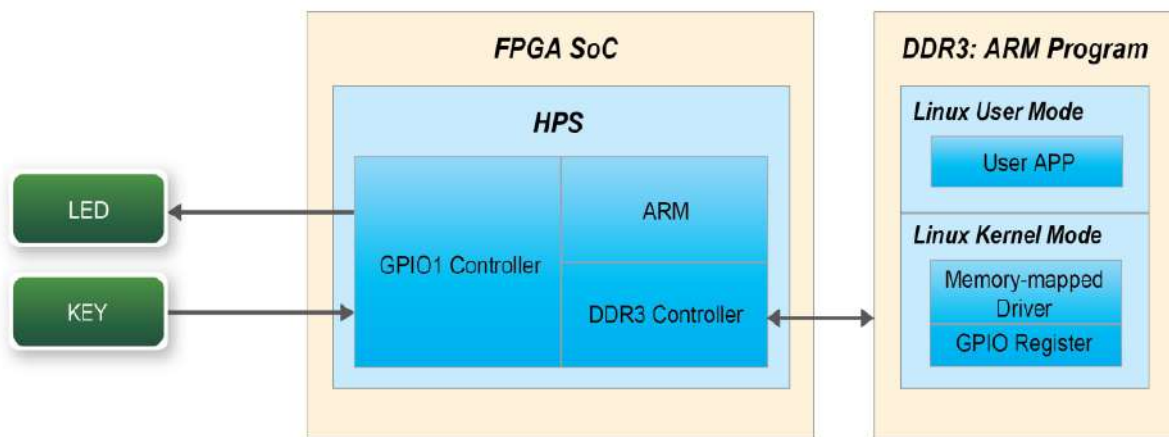 FPGA SoC
HPS
LED
KEY
GPIO1 Controller
ARM
DDR3 Controller
DDR3: ARM Program
Linux User Mode
User APP
Linux Kernel Mode
Memory-mapped
Driver
GPIO Register